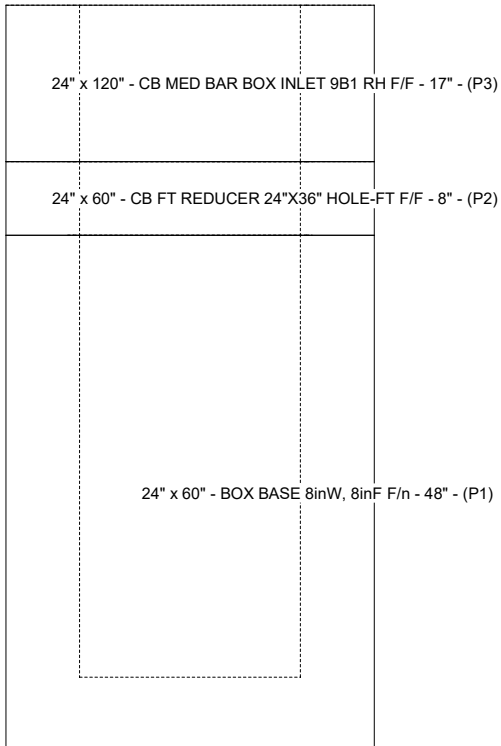 24" x 120" - CB MED BAR BOX INLET 9B1 RH F/F - 17" - (P3)
24" x 60" - CB FT REDUCER 24"X36" HOLE-FT F/F - 8" - (P2)
24" x 60" - BOX BASE 8inW, 8inF F/n - 48" - (P1)